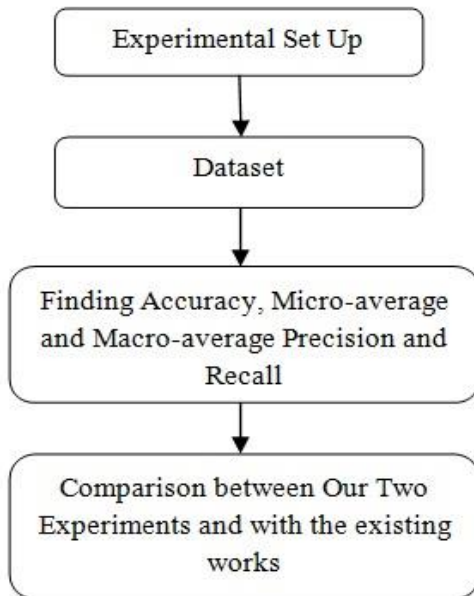 Experimental Set Up
Dataset
Finding Accuracy, Micro-average
and Macro-average Precision and
Recall
Comparison between Our Two
Experiments and with the existing
works